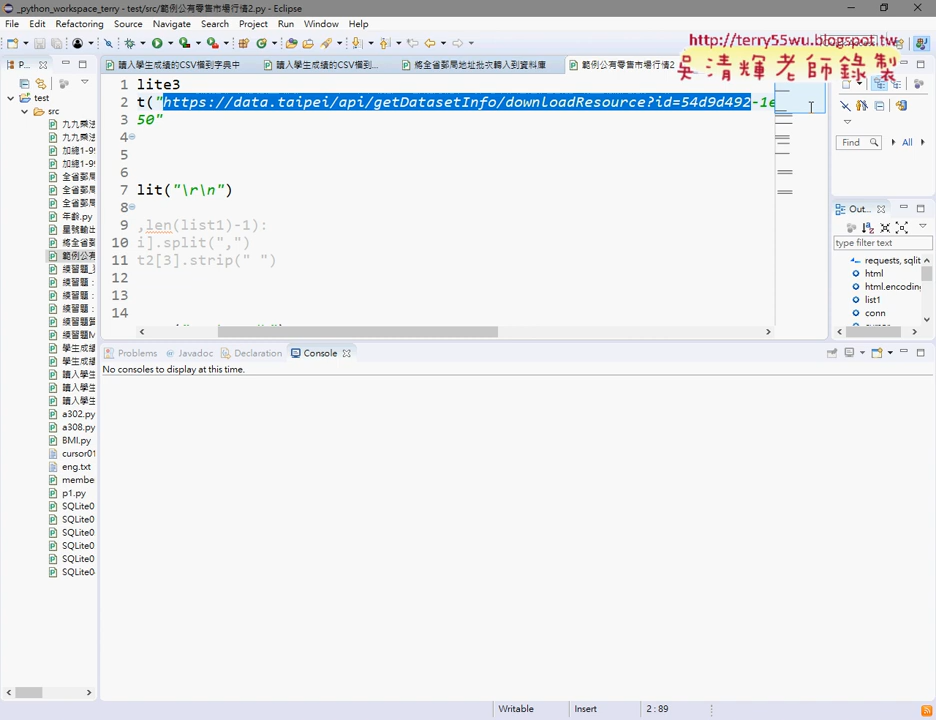 _python_workspace_terry - test/src/範例公有零售市場行情2.py - Eclipse
File Edit Refactoring Source Navigate Search Project Run Window Help
http://terry55wu.blogspot.tw
吳清輝老師錄製
P...
讀入學生成績的CSV檔到字典中
讀入學生成績的CSV檔到...
將全省郵局地址批次轉入到資料庫
範例公有零售市場行情2
test
src
九九乘法
九九乘法
加總1-99
加總1-99
全省郵局
全省郵局
全省郵局
年齡.py
星號輸出
將全省郵
範例公有
練習題_
練習題：
練習題：
練習題：
練習題質
練習題M
學生成績
學生成績
讀入學生
讀入學生
讀入學生
a302.py
a308.py
BMI.py
cursor01
eng.txt
membe
p1.py
SQLite0
SQLite0
SQLite0
SQLite0
SQLite0
SQLite0
1 lite3
2 t("https://data.taipei/api/getDatasetInfo/downloadResource?id=54d9d492-1e
3 50"
4
5
6
7 lit("\r\n")
8
9 ,len(list1)-1):
10 i].split(",")
11 t2[3].strip(" ")
12
13
14
Find
All
Out...
type filter text
requests, sqlit
html
html.encoding
list1
conn
Problems Javadoc Declaration Console
No consoles to display at this time.
Writable Insert 2:89